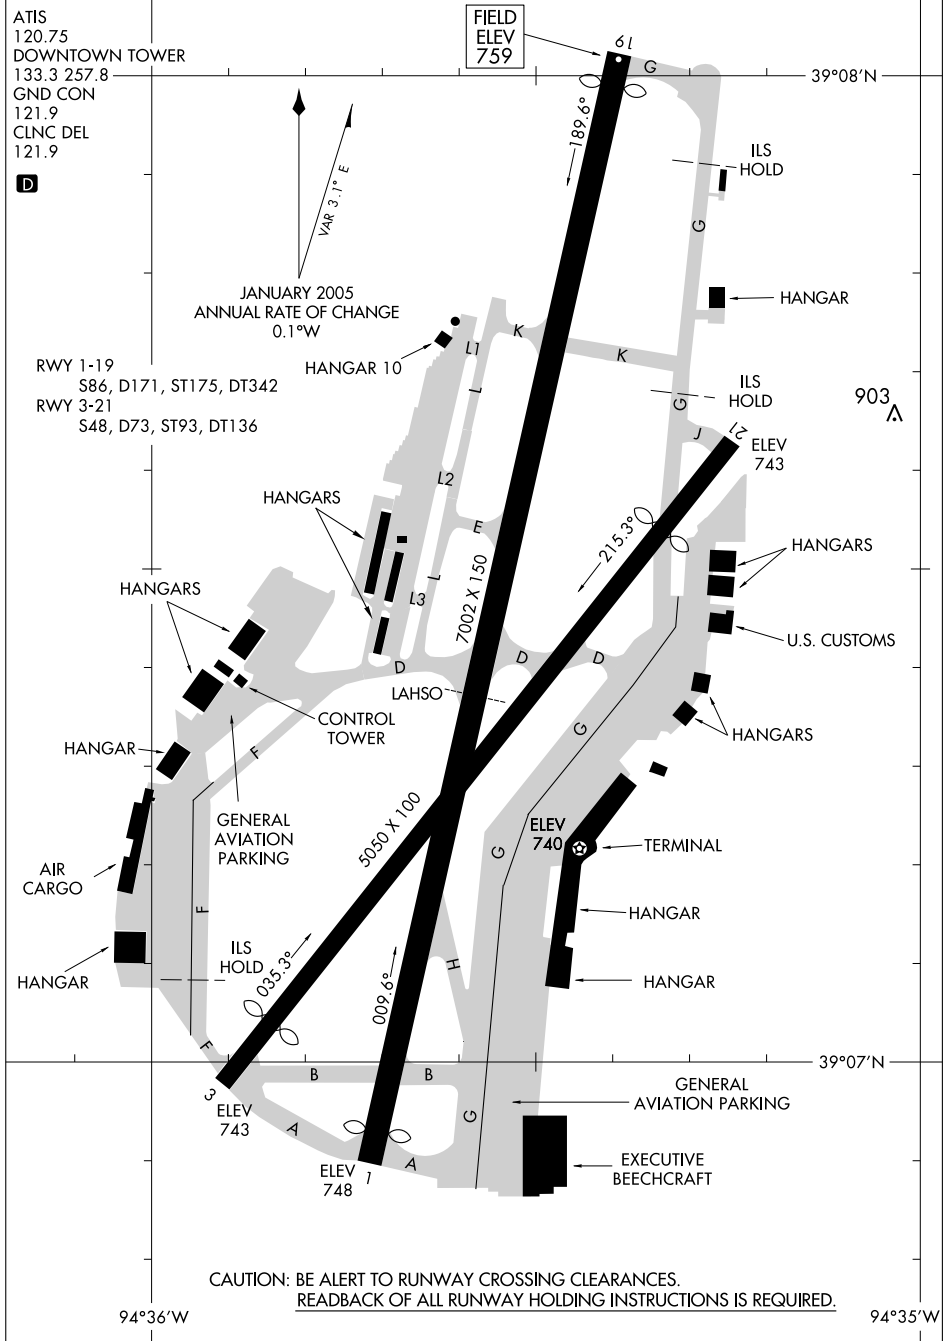 ATIS
120.75
DOWNTOWN TOWER
133.3 257.8
GND CON
121.9
CLNC DEL
121.9
D
FIELD
ELEV
759
19
G
39°08'N
189.6°
ILS
HOLD
VAR 3.1° E
G
JANUARY 2005
ANNUAL RATE OF CHANGE
0.1°W
HANGAR
K
K
L1
HANGAR 10
RWY 1-19
S86, D171, ST175, DT342
RWY 3-21
S48, D73, ST93, DT136
L
ILS
HOLD
G
903
J
21
ELEV
743
L2
HANGARS
E
215.3°
HANGARS
7002 X 150
L
HANGARS
L3
U.S. CUSTOMS
D
D
D
LAHSO
CONTROL
TOWER
G
HANGARS
HANGAR
F
GENERAL
AVIATION
PARKING
5050 X 100
ELEV
740
TERMINAL
G
AIR
CARGO
F
HANGAR
ILS
HOLD
035.3°
009.6°
H
HANGAR
HANGAR
F
39°07'N
B
B
3
ELEV
743
GENERAL
AVIATION PARKING
G
A
A
ELEV
748
1
EXECUTIVE
BEECHCRAFT
CAUTION: BE ALERT TO RUNWAY CROSSING CLEARANCES.
READBACK OF ALL RUNWAY HOLDING INSTRUCTIONS IS REQUIRED.
94°36'W
94°35'W